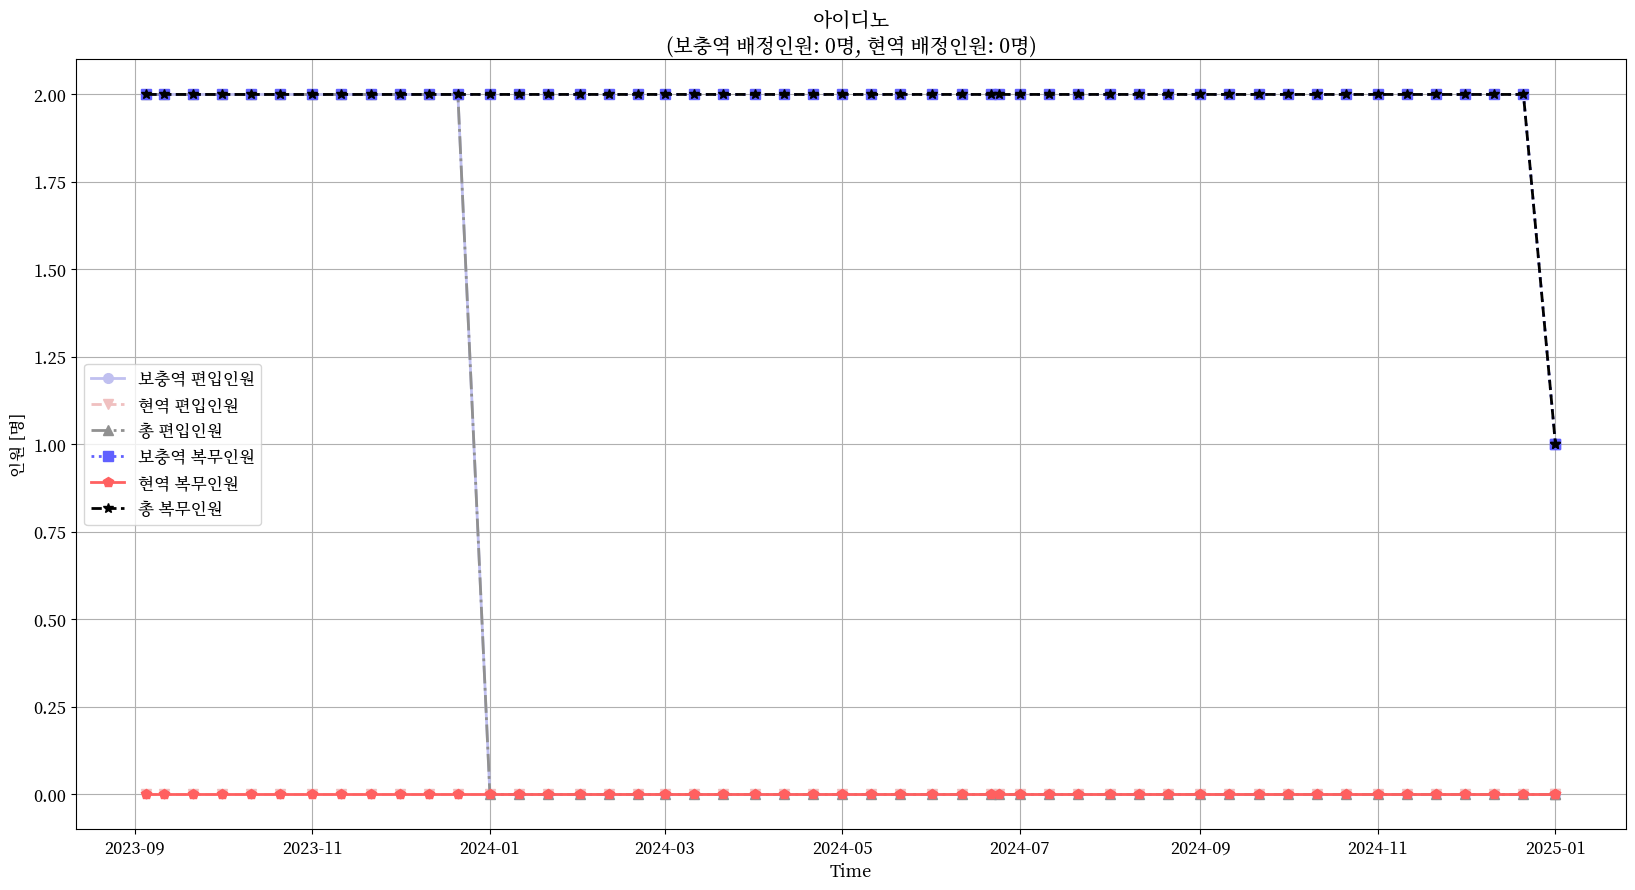 아이디노
(보충역 배정인원: 0명, 현역 배정인원: 0명)
2.00
1.75
1.50
1.25
1.00
0.75
0.50
0.25
0.00
인원 [명]
보충역 편입인원
현역 편입인원
총 편입인원
보충역 복무인원
현역 복무인원
총 복무인원
2023-09
2023-11
2024-01
2024-03
2024-05
2024-07
2024-09
2024-11
2025-01
Time